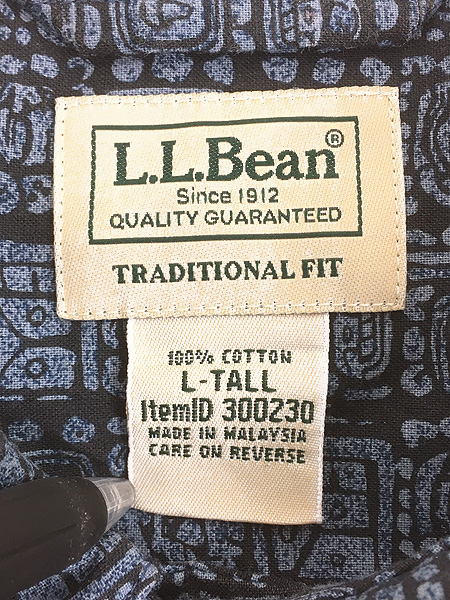 L.L.Bean®
Since 1912
QUALITY GUARANTEED
TRADITIONAL FIT
100% COTTON
L-TALL
ItemID 300230
MADE IN MALAYSIA
CARE ON REVERSE